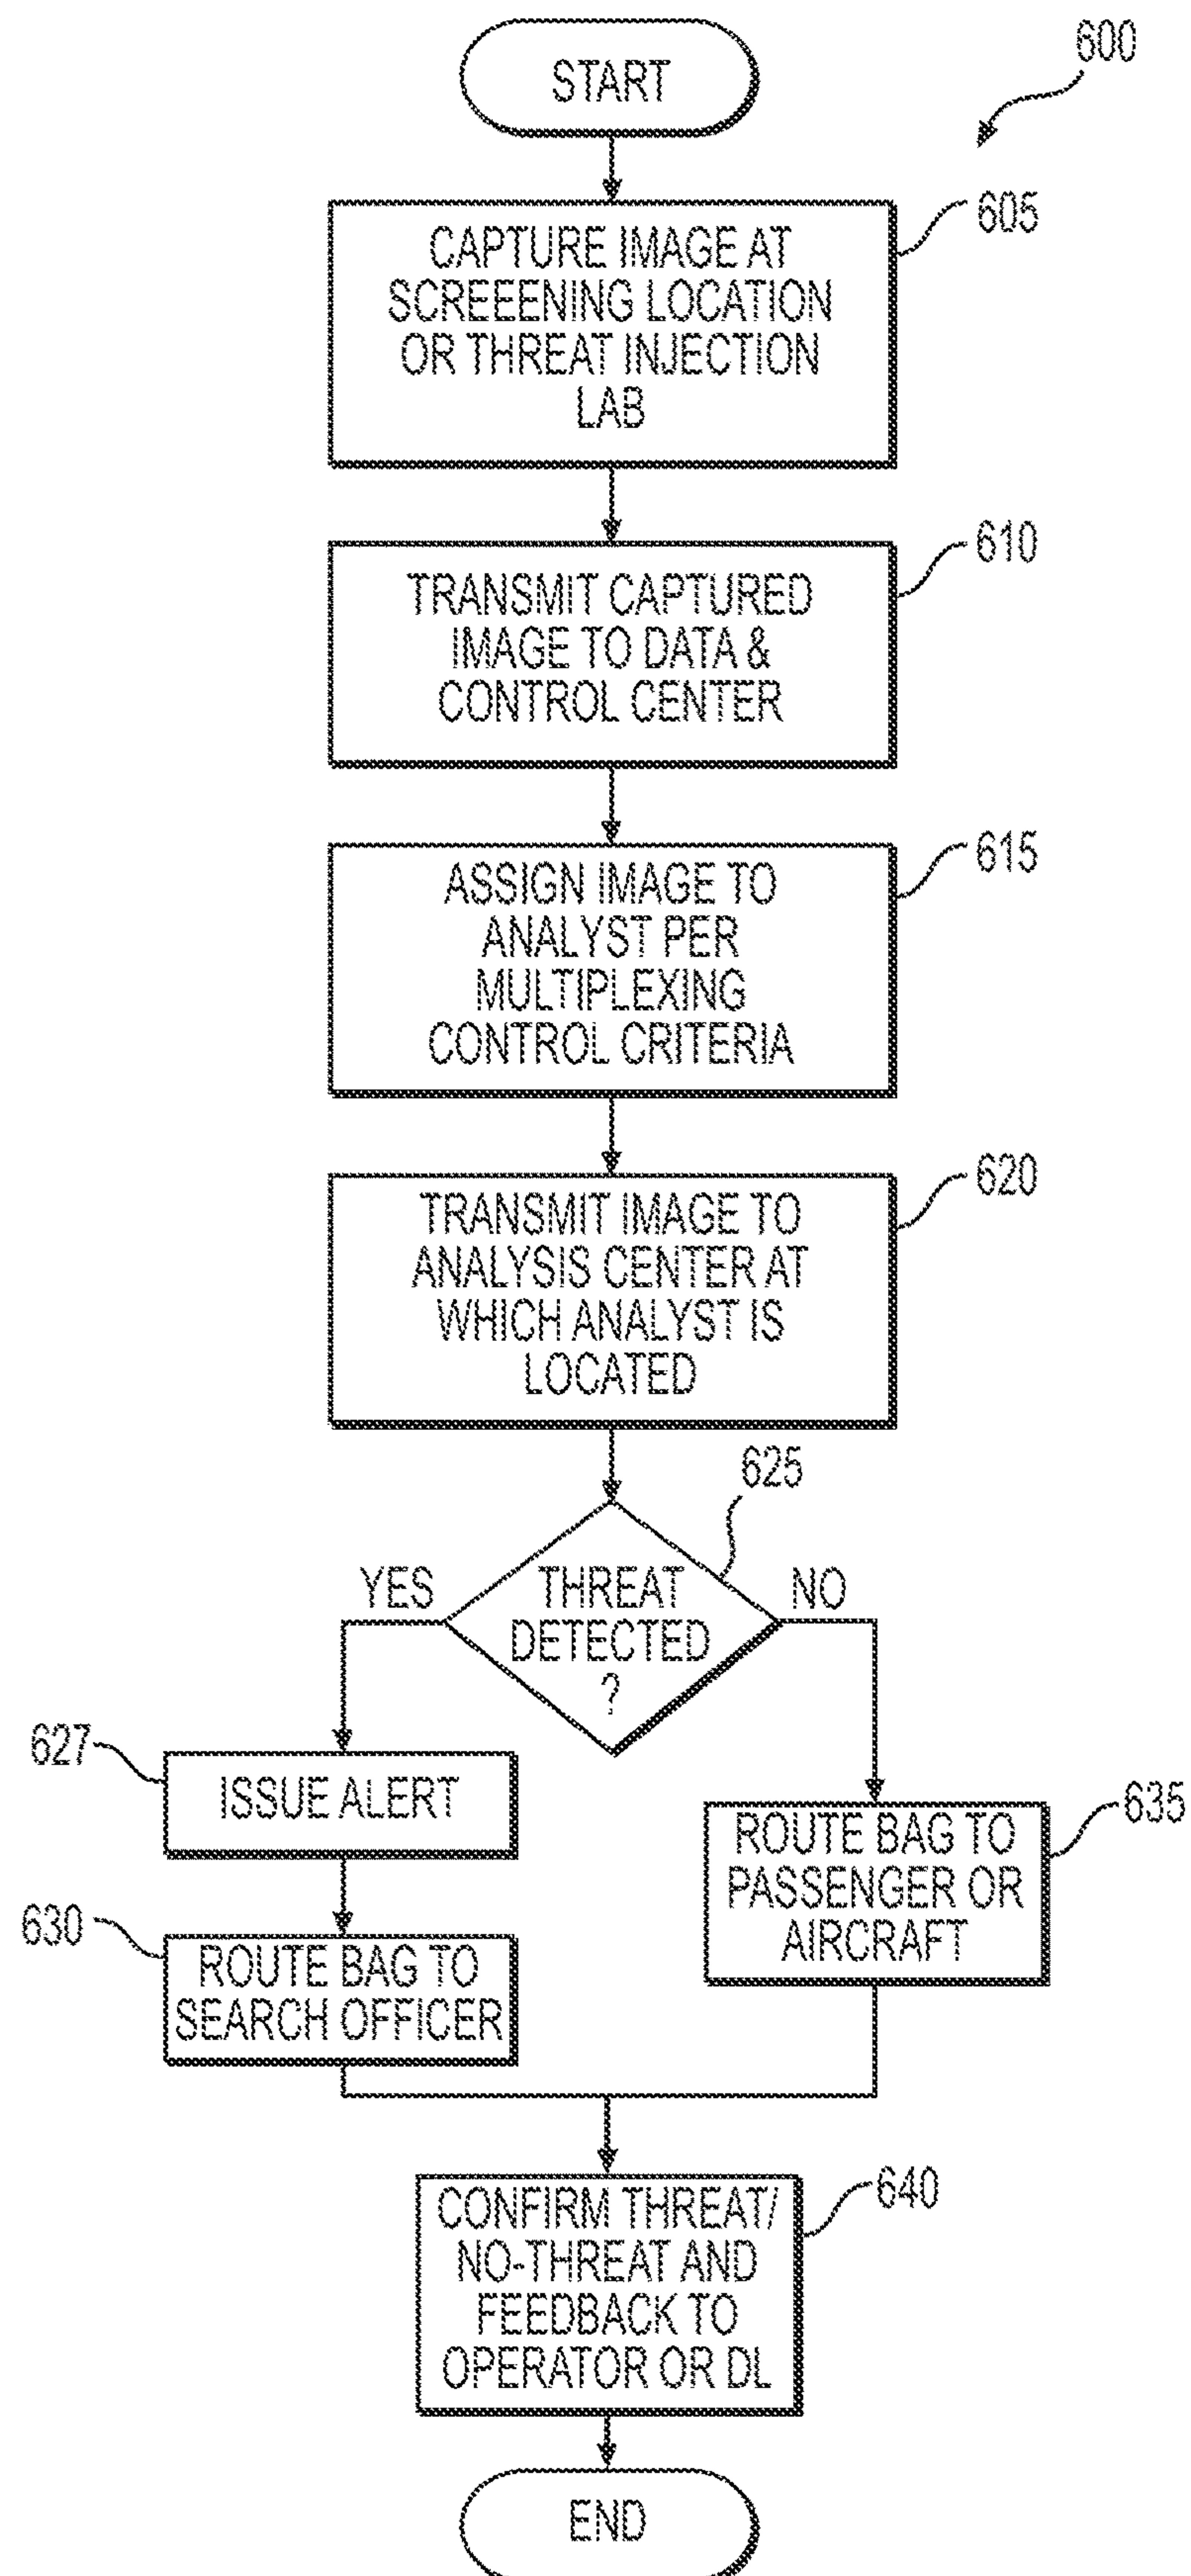 START
600
CAPTURE IMAGE AT
SCREEENING LOCATION
OR THREAT INJECTION
LAB
605
TRANSMIT CAPTURED
IMAGE TO DATA &
CONTROL CENTER
610
ASSIGN IMAGE TO
ANALYST PER
MULTIPLEXING
CONTROL CRITERIA
615
TRANSMIT IMAGE TO
ANALYSIS CENTER AT
WHICH ANALYST IS
LOCATED
620
625
YES
THREAT
DETECTED
?
NO
627
ISSUE ALERT
635
ROUTE BAG TO
PASSENGER OR
AIRCRAFT
630
ROUTE BAG TO
SEARCH OFFICER
CONFIRM THREAT/
NO-THREAT AND
FEEDBACK TO
OPERATOR OR DL
640
END